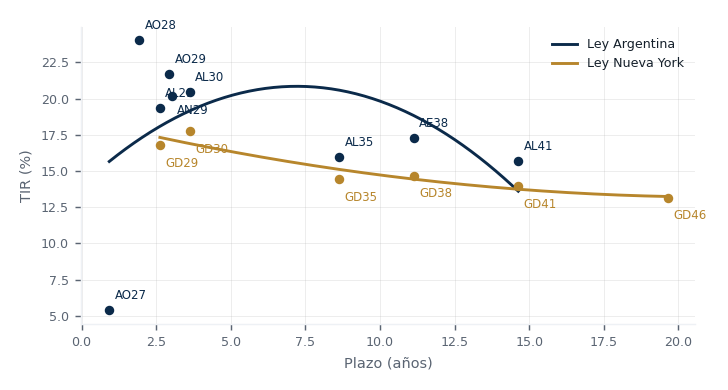 AO28
Ley Argentina
Ley Nueva York
22.5
AO29
AL30
20.0
AL29
AN29
17.5
AE38
GD30
AL35
AL41
GD29
15.0
GD35
GD38
GD41
12.5
GD46
10.0
7.5
AO27
5.0
TIR (%)
0.0 2.5 5.0 7.5 10.0 12.5 15.0 17.5 20.0
Plazo (años)